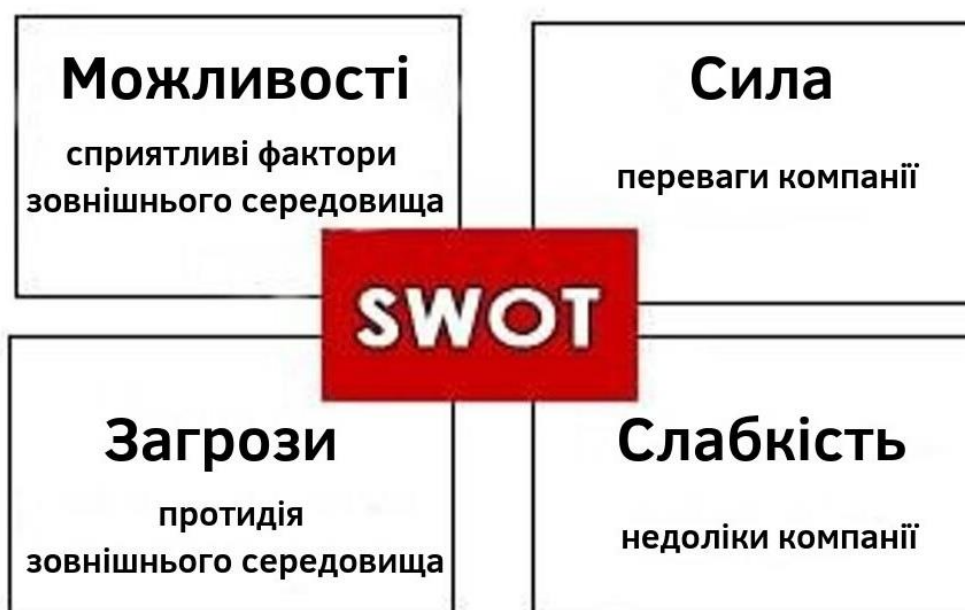 Можливості
сприятливі фактори
зовнішнього середовища
Сила
переваги компанії
SWOT
Загрози
протидія
зовнішнього середовища
Слабкість
недоліки компанії